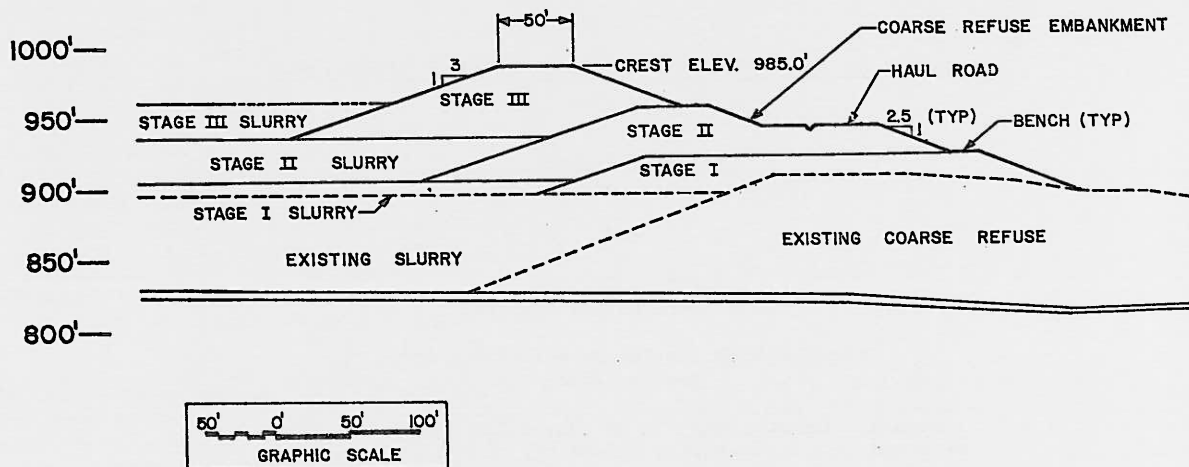 50'
1000'
COARSE REFUSE EMBANKMENT
1 3
CREST ELEV. 985.0'
HAUL ROAD
STAGE III
950'
STAGE III SLURRY
STAGE II
2.5 (TYP)
1
BENCH (TYP)
STAGE II SLURRY
STAGE I
900'
STAGE I SLURRY
EXISTING COARSE REFUSE
EXISTING SLURRY
850'
800'
50' 0' 50' 100'
GRAPHIC SCALE